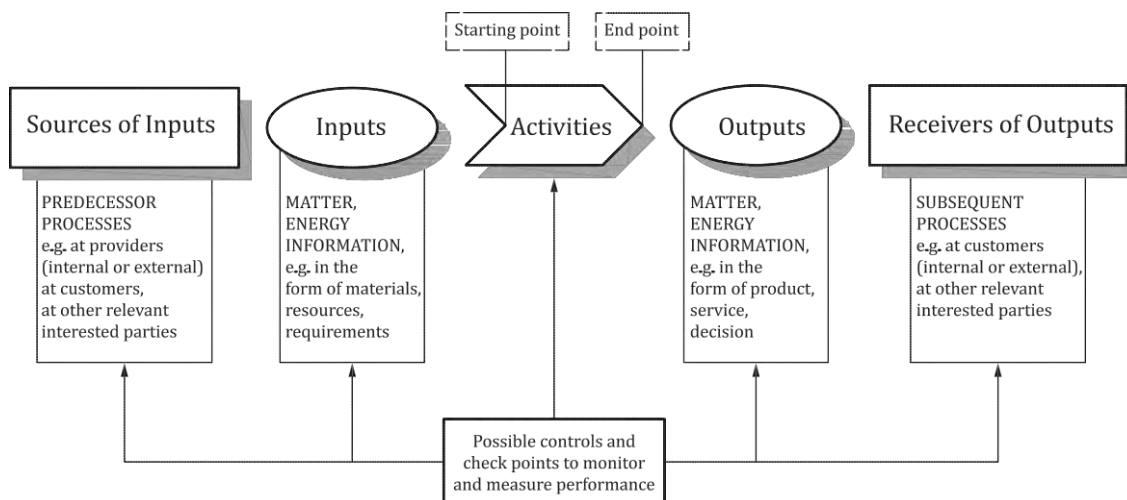 Starting point
End point
Sources of Inputs
Inputs
Activities
Outputs
Receivers of Outputs
PREDECESSOR
PROCESSES
e.g. at providers
(internal or external)
at customers,
at other relevant
interested parties
MATTER,
ENERGY
INFORMATION,
e.g. in the
form of materials,
resources,
requirements
MATTER,
ENERGY
INFORMATION,
e.g. in the
form of product,
service,
decision
SUBSEQUENT
PROCESSES
e.g. at customers
(internal or external),
at other relevant
interested parties
Possible controls and
check points to monitor
and measure performance